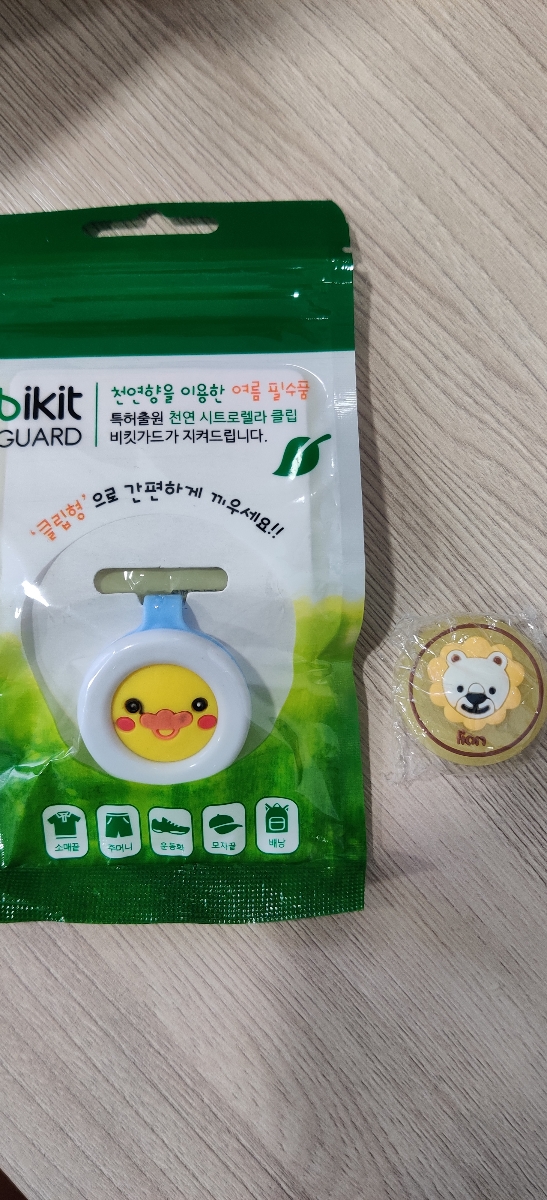 bikit
GUARD
천연향을 이용한 여름 필수품
특허출원 천연 시트로렐라 클립
비킷가드가 지켜드립니다.
'클립형'으로 간편하게 끼우세요!!
소매끝 주머니 운동화 모자끝 배낭
lion